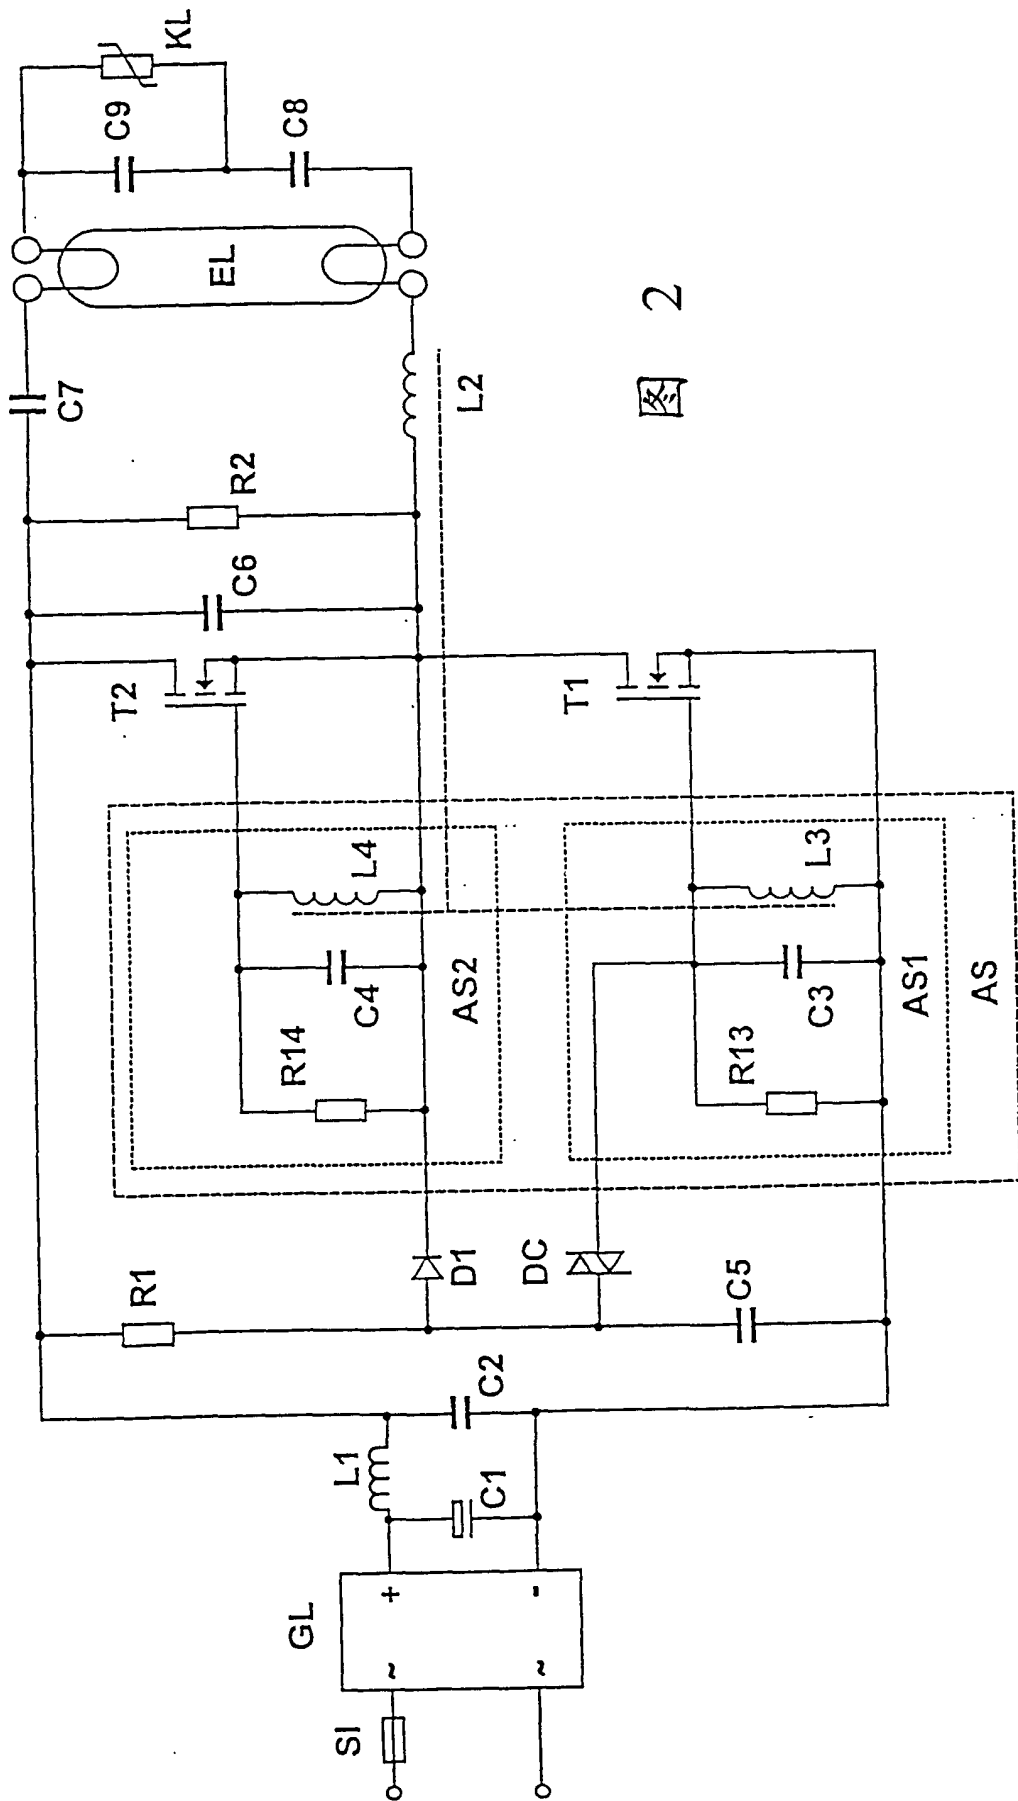 SI
GL
~
~
+
-
L1
C1
C2
R1
D1
DC
C5
R14
C4
L4
AS2
R13
C3
L3
AS1
AS
T2
T1
C6
R2
C7
L2
EL
C9
C8
KL
图 2